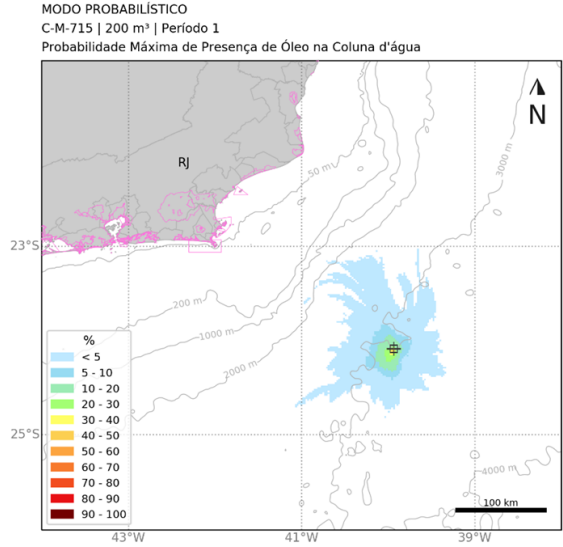 MODO PROBABILÍSTICO
C-M-715 | 200 m³ | Período 1
Probabilidade Máxima de Presença de Óleo na Coluna d'água
N
3000 m
RJ
50 m
23°S
200 m
1000 m
2000 m
%
< 5
5 - 10
10 - 20
20 - 30
30 - 40
40 - 50
50 - 60
60 - 70
70 - 80
80 - 90
90 - 100
25°S
4000 m
100 km
43°W
41°W
39°W